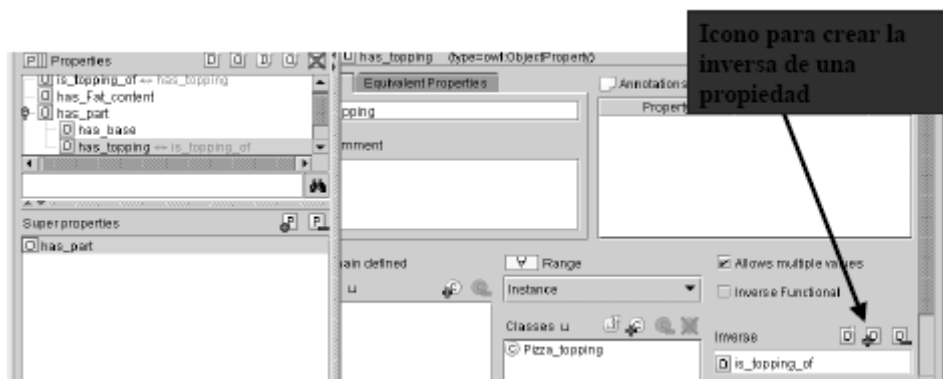 Icono para crear la
inversa de una
propiedad
Properties
is_topping_of ↔ has_topping
has_Fat_content
has_part
has_base
has_topping ↔ is_topping_of
Super properties
has_part
has_topping (type=owl:ObjectProperty)
Equivalent Properties
Annotations
Propert
pping
mment
ain defined
Range
Instance
Classes
Pizza_topping
Allows multiple values
Inverse Functional
Inverse
is_topping_of